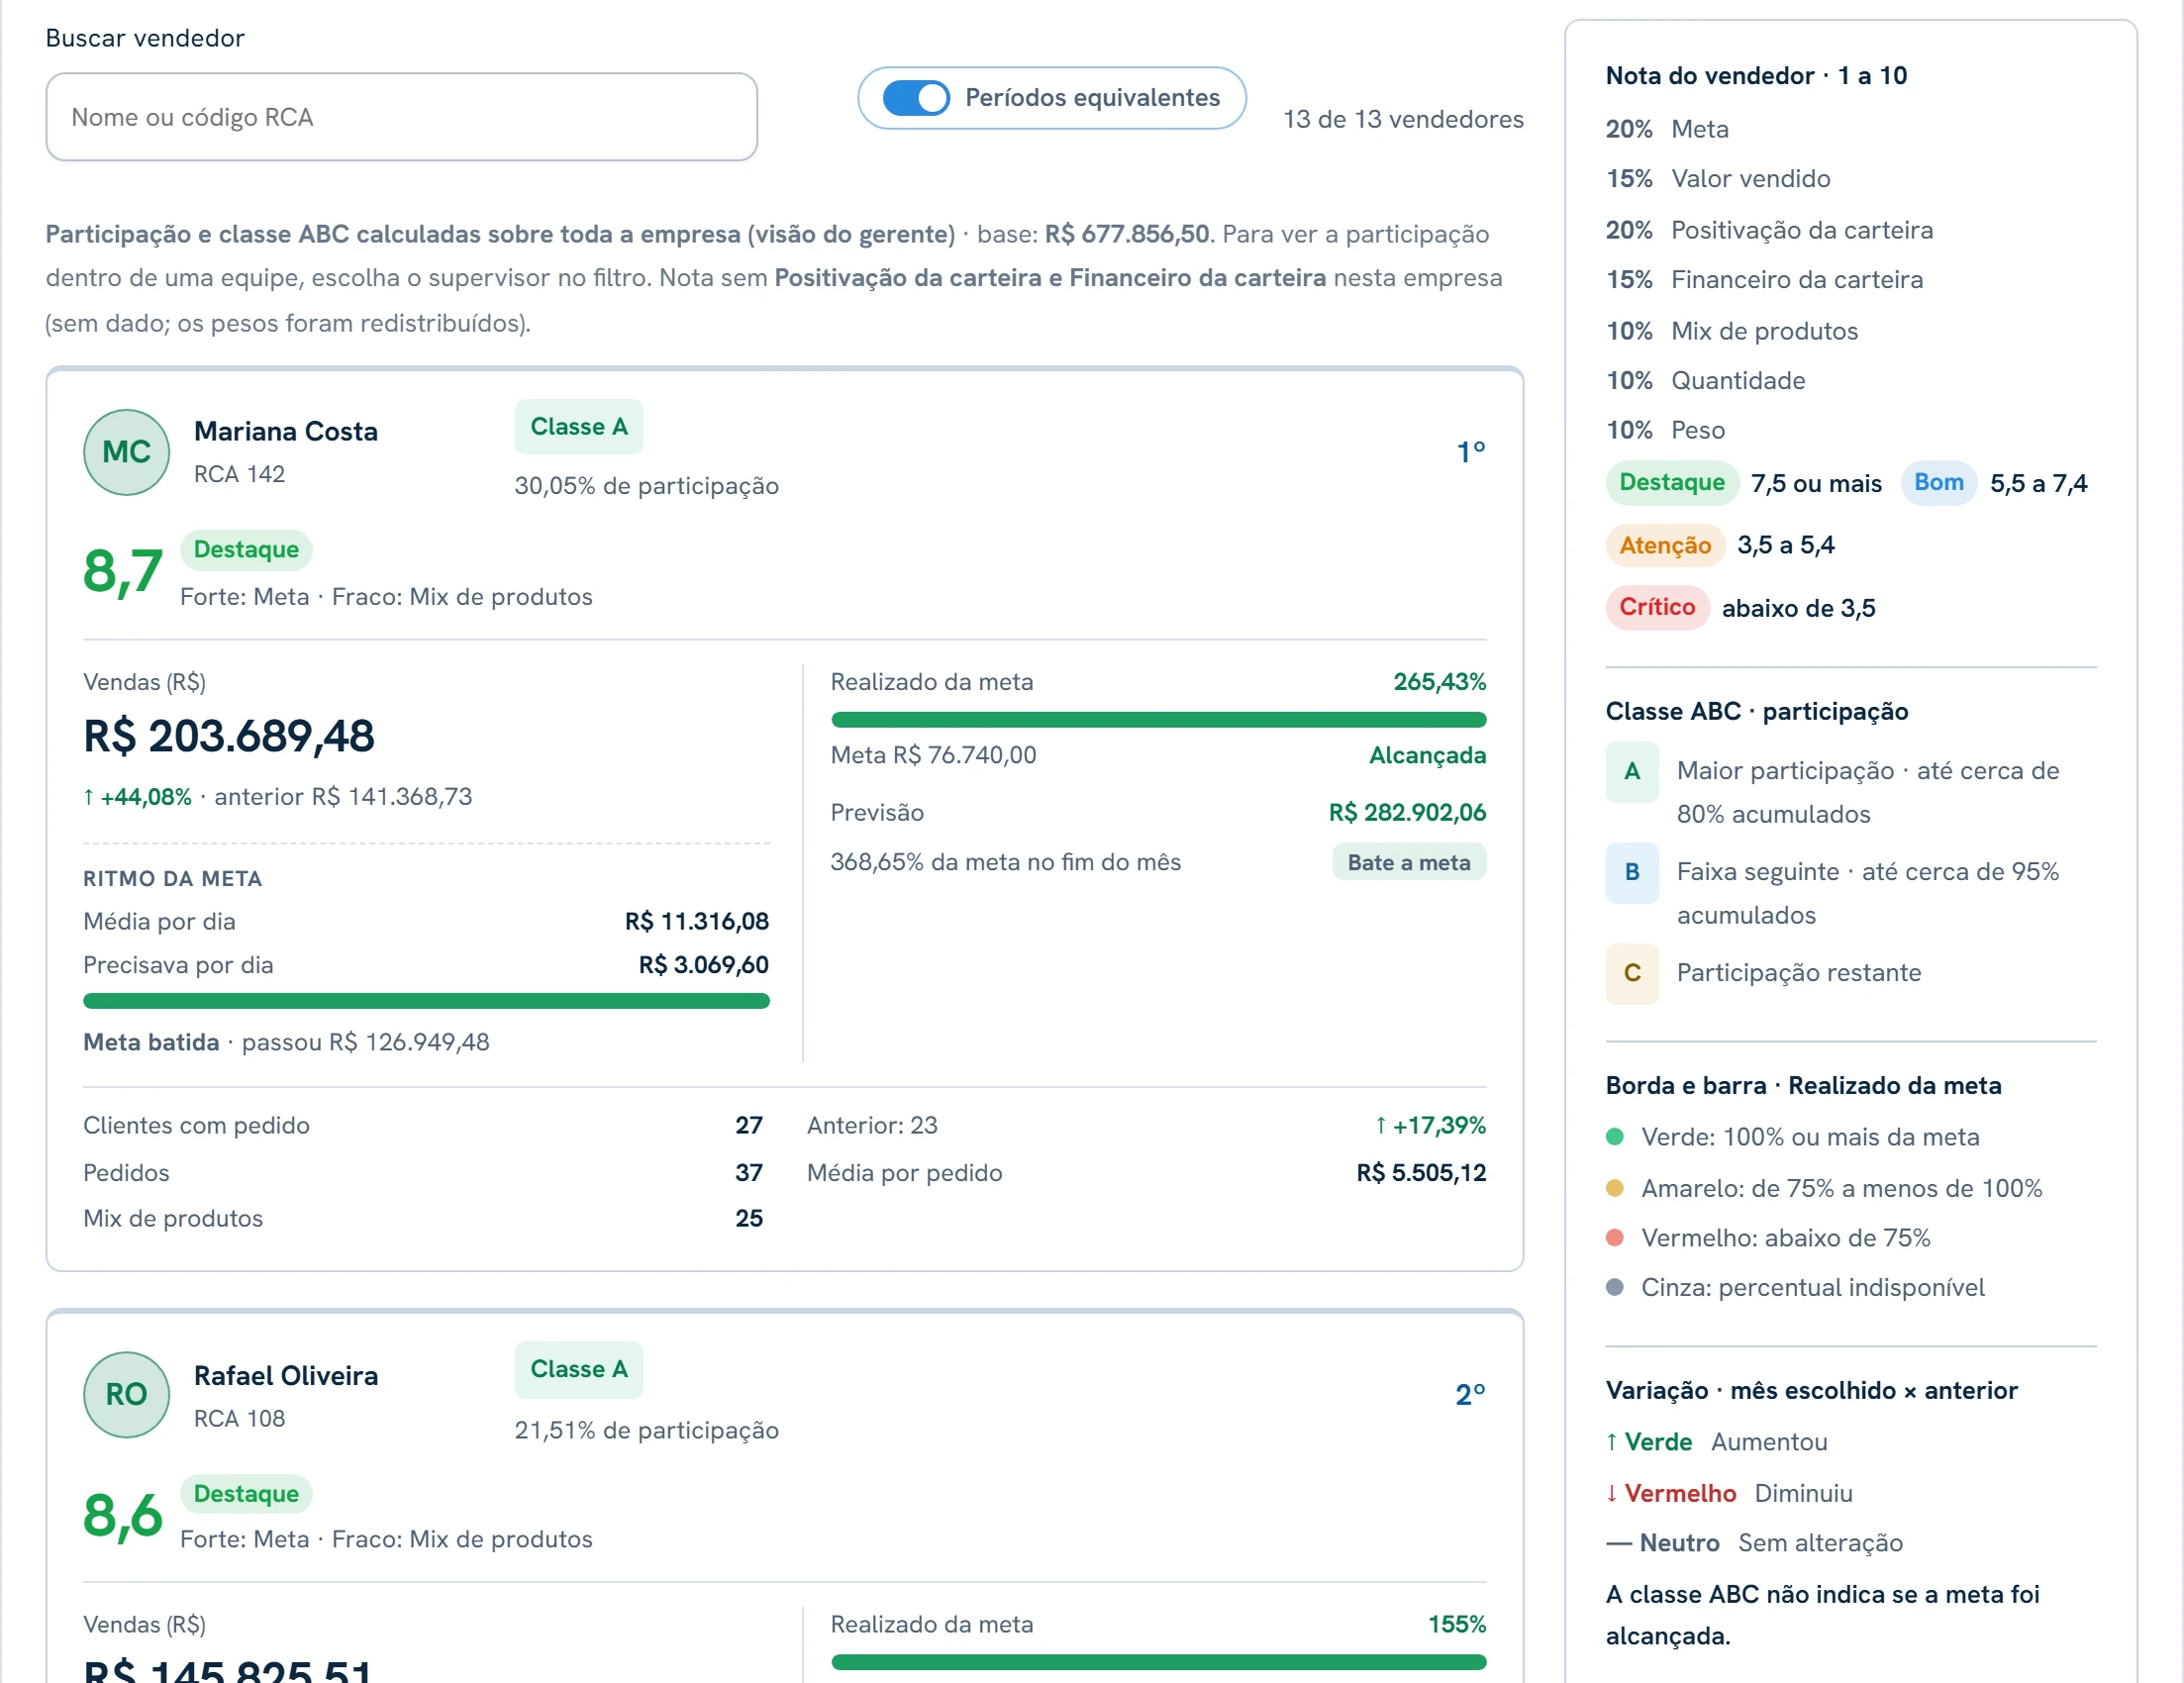 Buscar vendedor
Nome ou código RCA
Períodos equivalentes
13 de 13 vendedores
Participação e classe ABC calculadas sobre toda a empresa (visão do gerente) · base: R$ 677.856,50. Para ver a participação
dentro de uma equipe, escolha o supervisor no filtro. Nota sem Positivação da carteira e Financeiro da carteira nesta empresa
(sem dado; os pesos foram redistribuídos).
MC
Mariana Costa
RCA 142
Classe A
30,05% de participação
1º
8,7
Destaque
Forte: Meta · Fraco: Mix de produtos
Vendas (R$)
R$ 203.689,48
↑ +44,08% · anterior R$ 141.368,73
RITMO DA META
Média por dia R$ 11.316,08
Precisava por dia R$ 3.069,60
Meta batida · passou R$ 126.949,48
Realizado da meta 265,43%
Meta R$ 76.740,00 Alcançada
Previsão R$ 282.902,06
368,65% da meta no fim do mês Bate a meta
Clientes com pedido 27 Anterior: 23 ↑ +17,39%
Pedidos 37 Média por pedido R$ 5.505,12
Mix de produtos 25
RO
Rafael Oliveira
RCA 108
Classe A
21,51% de participação
2º
8,6
Destaque
Forte: Meta · Fraco: Mix de produtos
Vendas (R$)
R$ 145.825,51
Realizado da meta 155%
Nota do vendedor · 1 a 10
20% Meta
15% Valor vendido
20% Positivação da carteira
15% Financeiro da carteira
10% Mix de produtos
10% Quantidade
10% Peso
Destaque 7,5 ou mais Bom 5,5 a 7,4
Atenção 3,5 a 5,4
Crítico abaixo de 3,5
Classe ABC · participação
A Maior participação · até cerca de
80% acumulados
B Faixa seguinte · até cerca de 95%
acumulados
C Participação restante
Borda e barra · Realizado da meta
Verde: 100% ou mais da meta
Amarelo: de 75% a menos de 100%
Vermelho: abaixo de 75%
Cinza: percentual indisponível
Variação · mês escolhido × anterior
↑ Verde Aumentou
↓ Vermelho Diminuiu
— Neutro Sem alteração
A classe ABC não indica se a meta foi
alcançada.